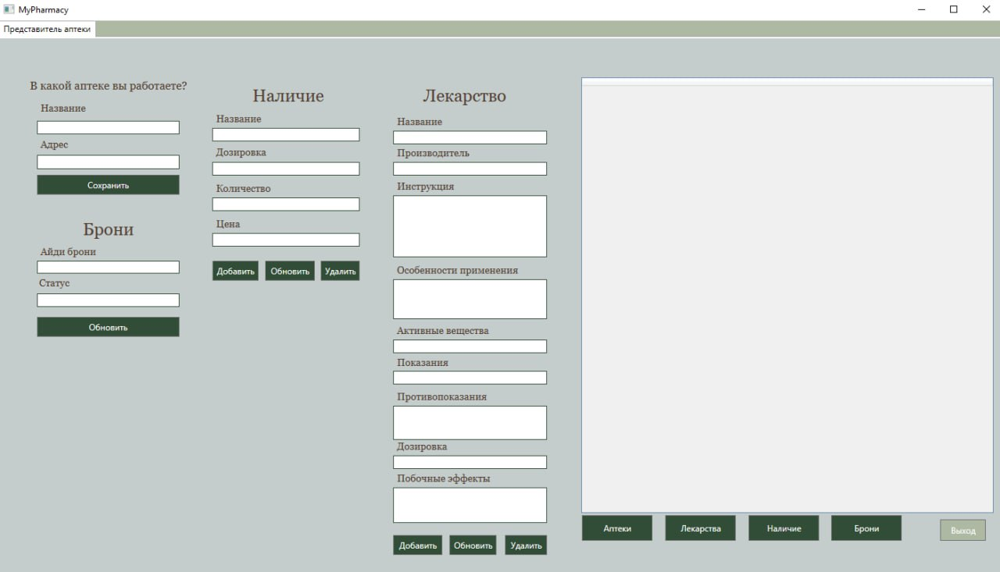 MyPharmacy
Представитель аптеки
В какой аптеке вы работаете?
Название
Адрес
Сохранить
Брони
Айди брони
Статус
Обновить
Наличие
Название
Дозировка
Количество
Цена
Добавить Обновить Удалить
Лекарство
Название
Производитель
Инструкция
Особенности применения
Активные вещества
Показания
Противопоказания
Дозировка
Побочные эффекты
Добавить Обновить Удалить
Аптеки Лекарства Наличие Брони Выход